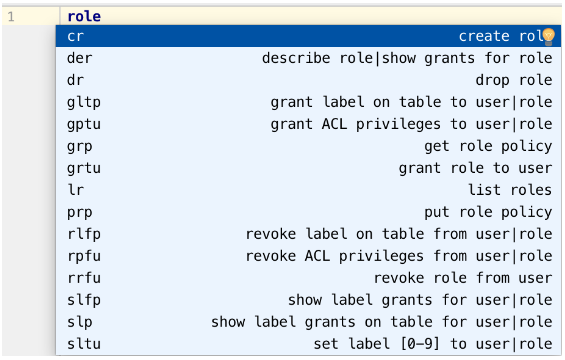 1 role
cr create role
der describe role|show grants for role
dr drop role
gltp grant label on table to user|role
gptu grant ACL privileges to user|role
grp get role policy
grtu grant role to user
lr list roles
prp put role policy
rlfp revoke label on table from user|role
rpfu revoke ACL privileges from user|role
rrfu revoke role from user
slfp show label grants for user|role
slp show label grants on table for user|role
sltu set label [0-9] to user|role